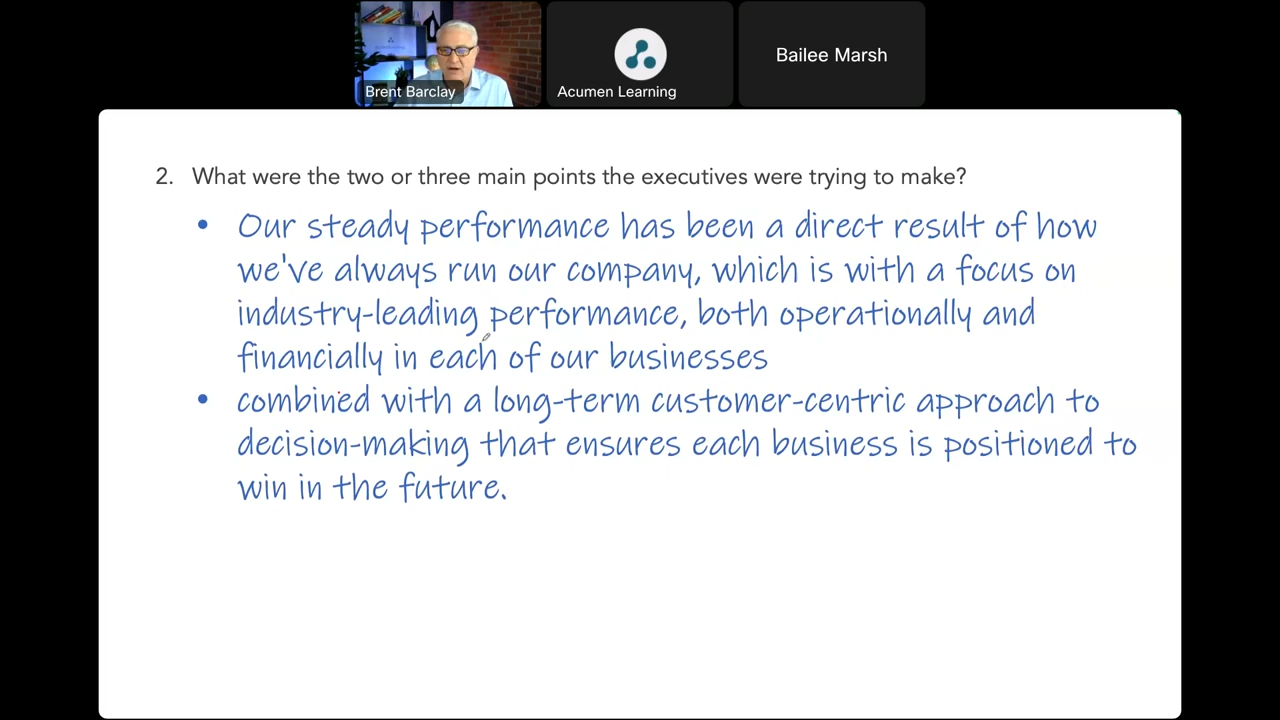 Brent Barclay
Acumen Learning
Bailee Marsh
2. What were the two or three main points the executives were trying to make?
• Our steady performance has been a direct result of how
we've always run our company, which is with a focus on
industry-leading performance, both operationally and
financially in each of our businesses
• combined with a long-term customer-centric approach to
decision-making that ensures each business is positioned to
win in the future.